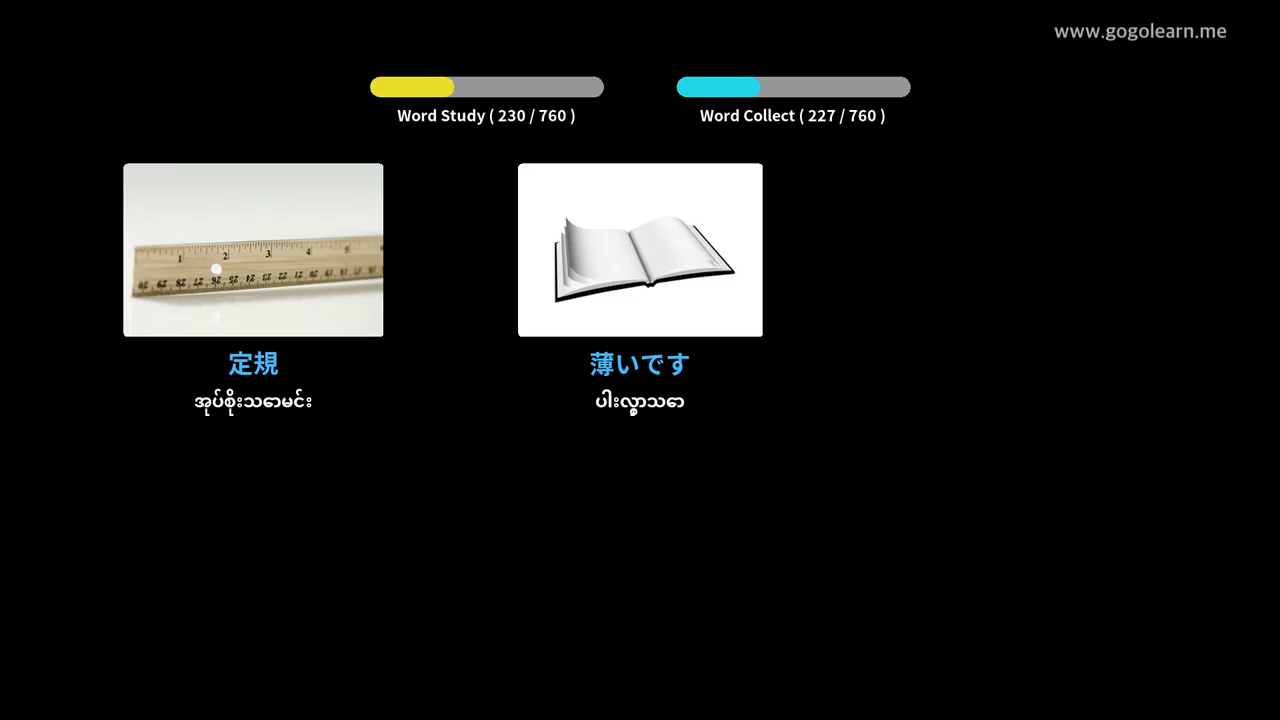 www.gogolearn.me
Word Study ( 230 / 760 )
Word Collect ( 227 / 760 )
定規
အုပ်စိုးသောမင်း
薄いです
ပါးလွှာသော